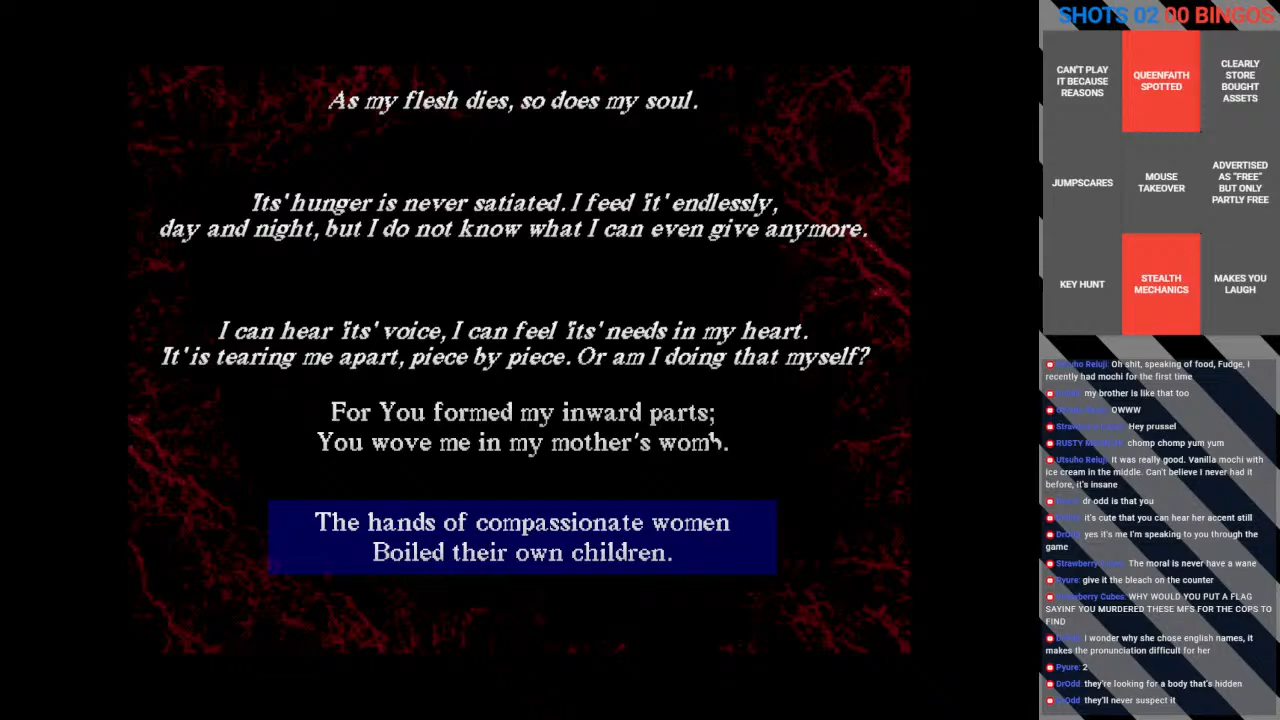 As my flesh dies, so does my soul.
'Its' hunger is never satiated. I feed 'it' endlessly,
day and night, but I do not know what I can even give anymore.
I can hear 'its' voice, I can feel 'its' needs in my heart.
'It' is tearing me apart, piece by piece. Or am I doing that myself?
For You formed my inward parts;
You wove me in my mother's womb.
The hands of compassionate women
Boiled their own children.
SHOTS 02 00 BINGOS
CAN'T PLAY
IT BECAUSE
REASONS
QUEENFAITH
SPOTTED
CLEARLY
STORE
BOUGHT
ASSETS
JUMPSCARES
MOUSE
TAKEOVER
ADVERTISED
AS "FREE"
BUT ONLY
PARTLY FREE
KEY HUNT
STEALTH
MECHANICS
MAKES YOU
LAUGH
Utsuho Reiuji: Oh shit, speaking of food, Fudge, I
recently had mochi for the first time
my brother is like that too
OWWW
Hey prussel
chomp chomp yum yum
Utsuho Reiuji: It was really good. Vanilla mochi with
ice cream in the middle. Can't believe I never had it
before, it's insane
dr odd is that you
it's cute that you can hear her accent still
DrOdd: yes it's me I'm speaking to you through the
game
Strawberry Cubes: The moral is never have a wane
Pyure: give it the bleach on the counter
Strawberry Cubes: WHY WOULD YOU PUT A FLAG
SAYINF YOU MURDERED THESE MFS FOR THE COPS TO
FIND
I wonder why she chose english names, it
makes the pronunciation difficult for her
Pyure: 2
DrOdd: they're looking for a body that's hidden
DrOdd: they'll never suspect it